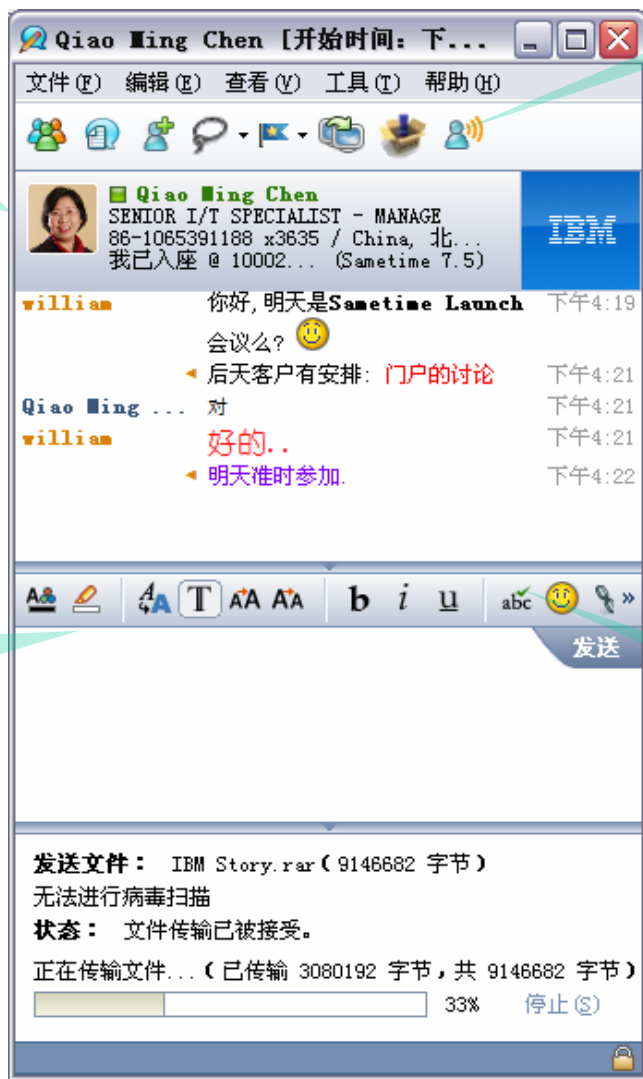 Qiao Ming Chen [开始时间: 下...
文件(F) 编辑(E) 查看(V) 工具(T) 帮助(H)
Qiao Ming Chen
SENIOR I/T SPECIALIST - MANAGE
86-1065391188 x3635 / China, 北...
我已入座 @ 10002... (Sametime 7.5)
IBM
william 你好,明天是Sametime Launch 下午4:19
会议么?
后天客户有安排: 门户的讨论 下午4:21
Qiao Ming ... 对 下午4:21
william 好的.. 下午4:21
明天准时参加. 下午4:22
A A A T AA AA b i u abc »
发送
发送文件: IBM Story.rar(9146682 字节)
无法进行病毒扫描
状态: 文件传输已被接受。
正在传输文件...(已传输 3080192 字节,共 9146682 字节)
33% 停止(S)